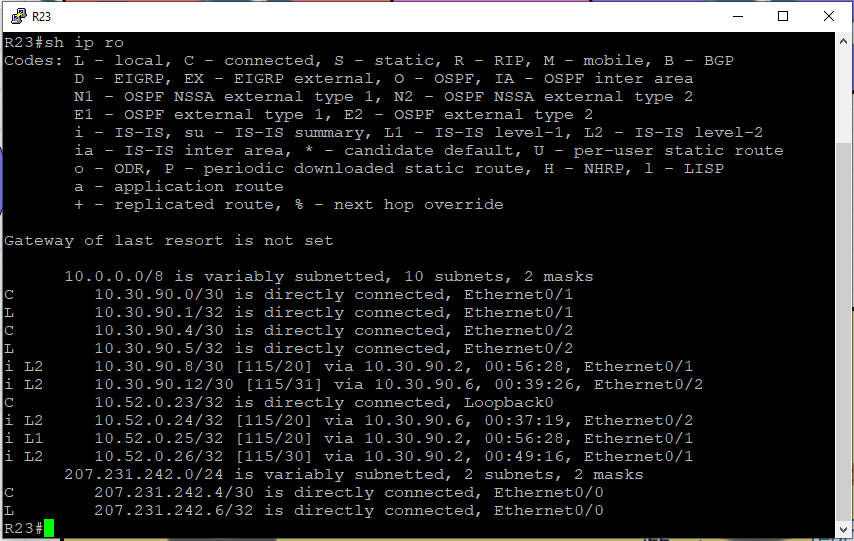 R23
R23#sh ip ro
Codes: L - local, C - connected, S - static, R - RIP, M - mobile, B - BGP
       D - EIGRP, EX - EIGRP external, O - OSPF, IA - OSPF inter area
       N1 - OSPF NSSA external type 1, N2 - OSPF NSSA external type 2
       E1 - OSPF external type 1, E2 - OSPF external type 2
       i - IS-IS, su - IS-IS summary, L1 - IS-IS level-1, L2 - IS-IS level-2
       ia - IS-IS inter area, * - candidate default, U - per-user static route
       o - ODR, P - periodic downloaded static route, H - NHRP, l - LISP
       a - application route
       + - replicated route, % - next hop override
Gateway of last resort is not set
      10.0.0.0/8 is variably subnetted, 10 subnets, 2 masks
C        10.30.90.0/30 is directly connected, Ethernet0/1
L        10.30.90.1/32 is directly connected, Ethernet0/1
C        10.30.90.4/30 is directly connected, Ethernet0/2
L        10.30.90.5/32 is directly connected, Ethernet0/2
i L2     10.30.90.8/30 [115/20] via 10.30.90.2, 00:56:28, Ethernet0/1
i L2     10.30.90.12/30 [115/31] via 10.30.90.6, 00:39:26, Ethernet0/2
C        10.52.0.23/32 is directly connected, Loopback0
i L2     10.52.0.24/32 [115/20] via 10.30.90.6, 00:37:19, Ethernet0/2
i L1     10.52.0.25/32 [115/20] via 10.30.90.2, 00:56:28, Ethernet0/1
i L2     10.52.0.26/32 [115/30] via 10.30.90.2, 00:49:16, Ethernet0/1
      207.231.242.0/24 is variably subnetted, 2 subnets, 2 masks
C        207.231.242.4/30 is directly connected, Ethernet0/0
L        207.231.242.6/32 is directly connected, Ethernet0/0
R23#